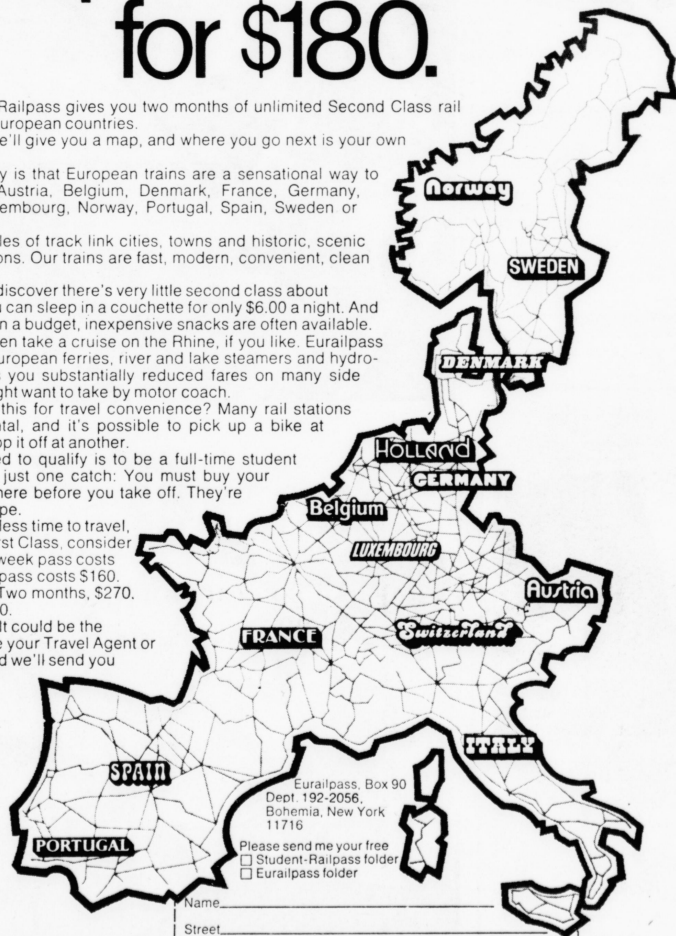 for $180.
Railpass gives you two months of unlimited Second Class rail
uropean countries.
e'll give you a map, and where you go next is your own
y is that European trains are a sensational way to
Austria, Belgium, Denmark, France, Germany,
embourg, Norway, Portugal, Spain, Sweden or
les of track link cities, towns and historic, scenic
ons. Our trains are fast, modern, convenient, clean
discover there's very little second class about
u can sleep in a couchette for only $6.00 a night. And
n a budget, inexpensive snacks are often available.
en take a cruise on the Rhine, if you like. Eurailpass
uropean ferries, river and lake steamers and hydro-
s you substantially reduced fares on many side
ght want to take by motor coach.
this for travel convenience? Many rail stations
tal, and it's possible to pick up a bike at
op it off at another.
ed to qualify is to be a full-time student
just one catch: You must buy your
here before you take off. They're
pe.
less time to travel,
rst Class, consider
week pass costs
pass costs $160.
Two months, $270,
0.
It could be the
e your Travel Agent or
d we'll send you
Norway
SWEDEN
DENMARK
HOLLAND
GERMANY
Belgium
LUXEMBOURG
Austria
FRANCE
Switzerland
ITALY
SPAIN
PORTUGAL
Eurailpass, Box 90
Dept. 192-2056,
Bohemia, New York
11716
Please send me your free
☐ Student-Railpass folder
☐ Eurailpass folder
Name
Street